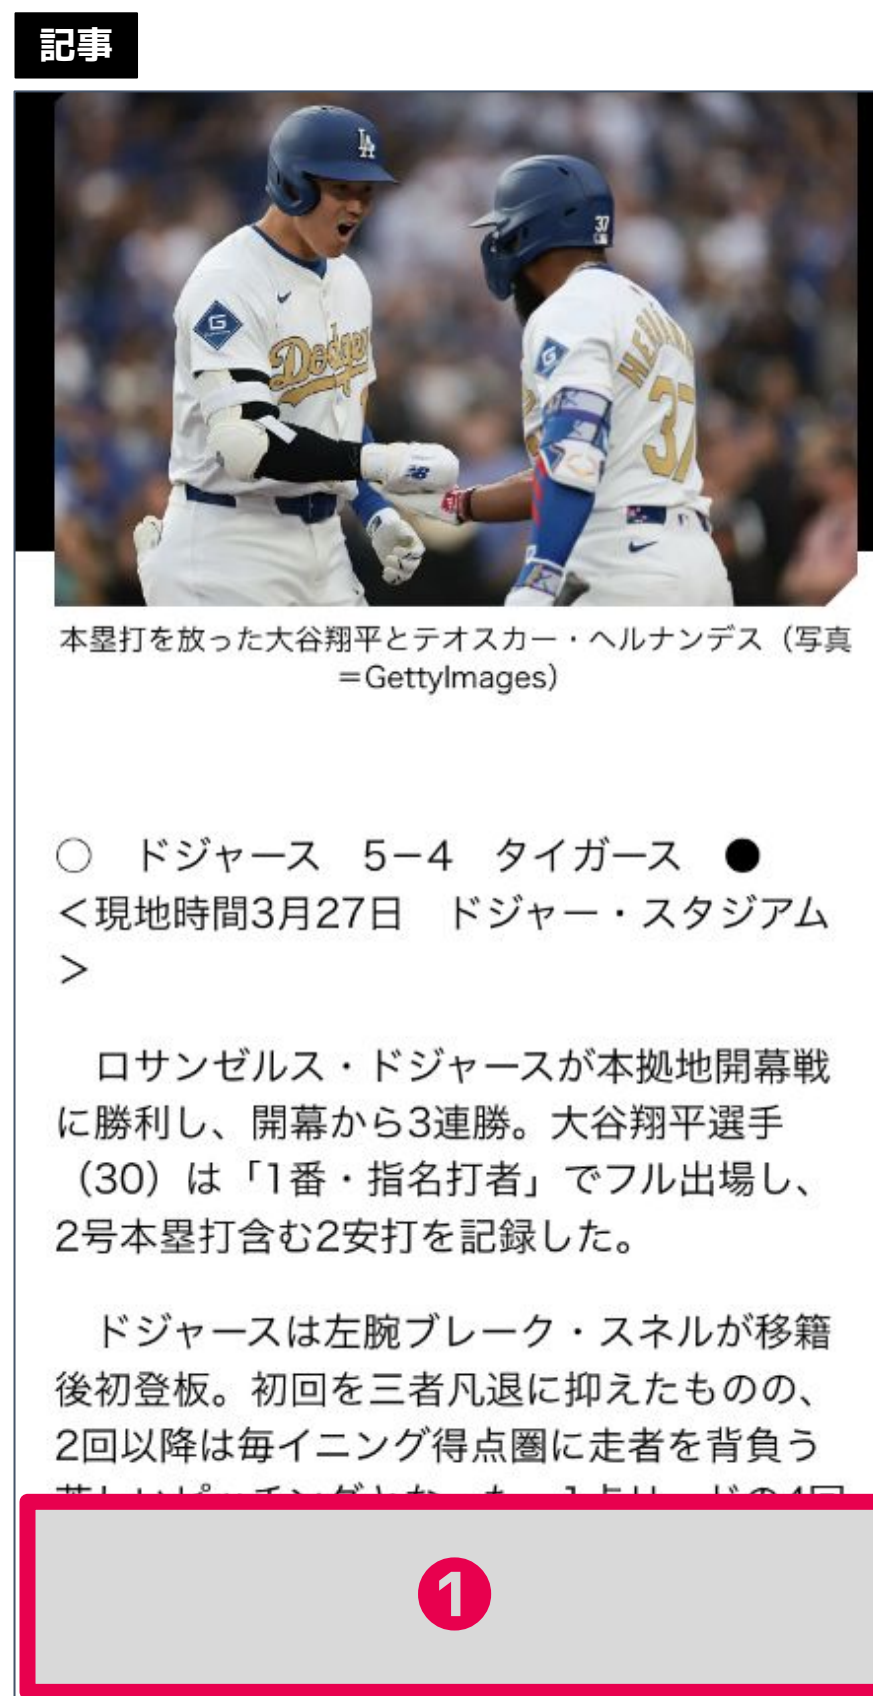 記事
LA
37
G
Dodgers
G
HERNÁNDEZ
37
本塁打を放った大谷翔平とテオスカー・ヘルナンデス（写真
＝GettyImages）
○　ドジャース　5－4　タイガース　●
＜現地時間3月27日　ドジャー・スタジアム
＞
ロサンゼルス・ドジャースが本拠地開幕戦
に勝利し、開幕から3連勝。大谷翔平選手
（30）は「1番・指名打者」でフル出場し、
2号本塁打含む2安打を記録した。
ドジャースは左腕ブレーク・スネルが移籍
後初登板。初回を三者凡退に抑えたものの、
2回以降は毎イニング得点圏に走者を背負う
1